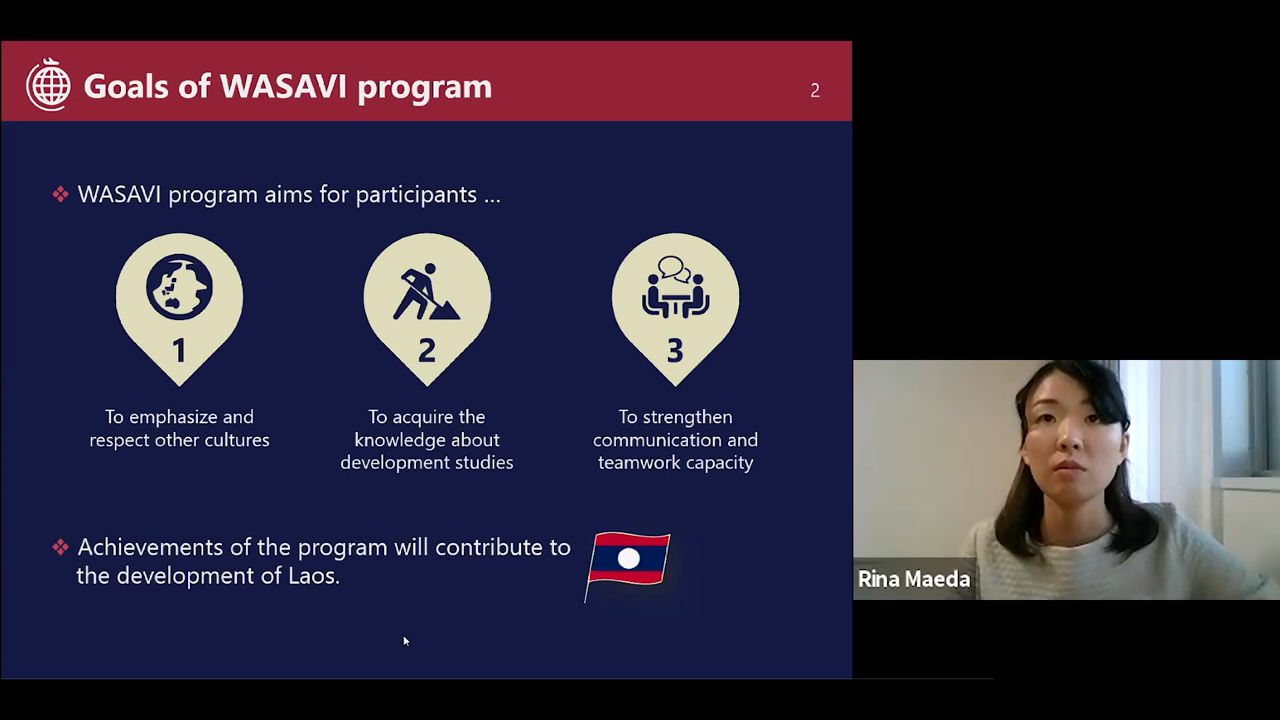 Goals of WASAVI program
2
WASAVI program aims for participants ...
1
To emphasize and
respect other cultures
2
To acquire the
knowledge about
development studies
3
To strengthen
communication and
teamwork capacity
Achievements of the program will contribute to
the development of Laos.
Rina Maeda